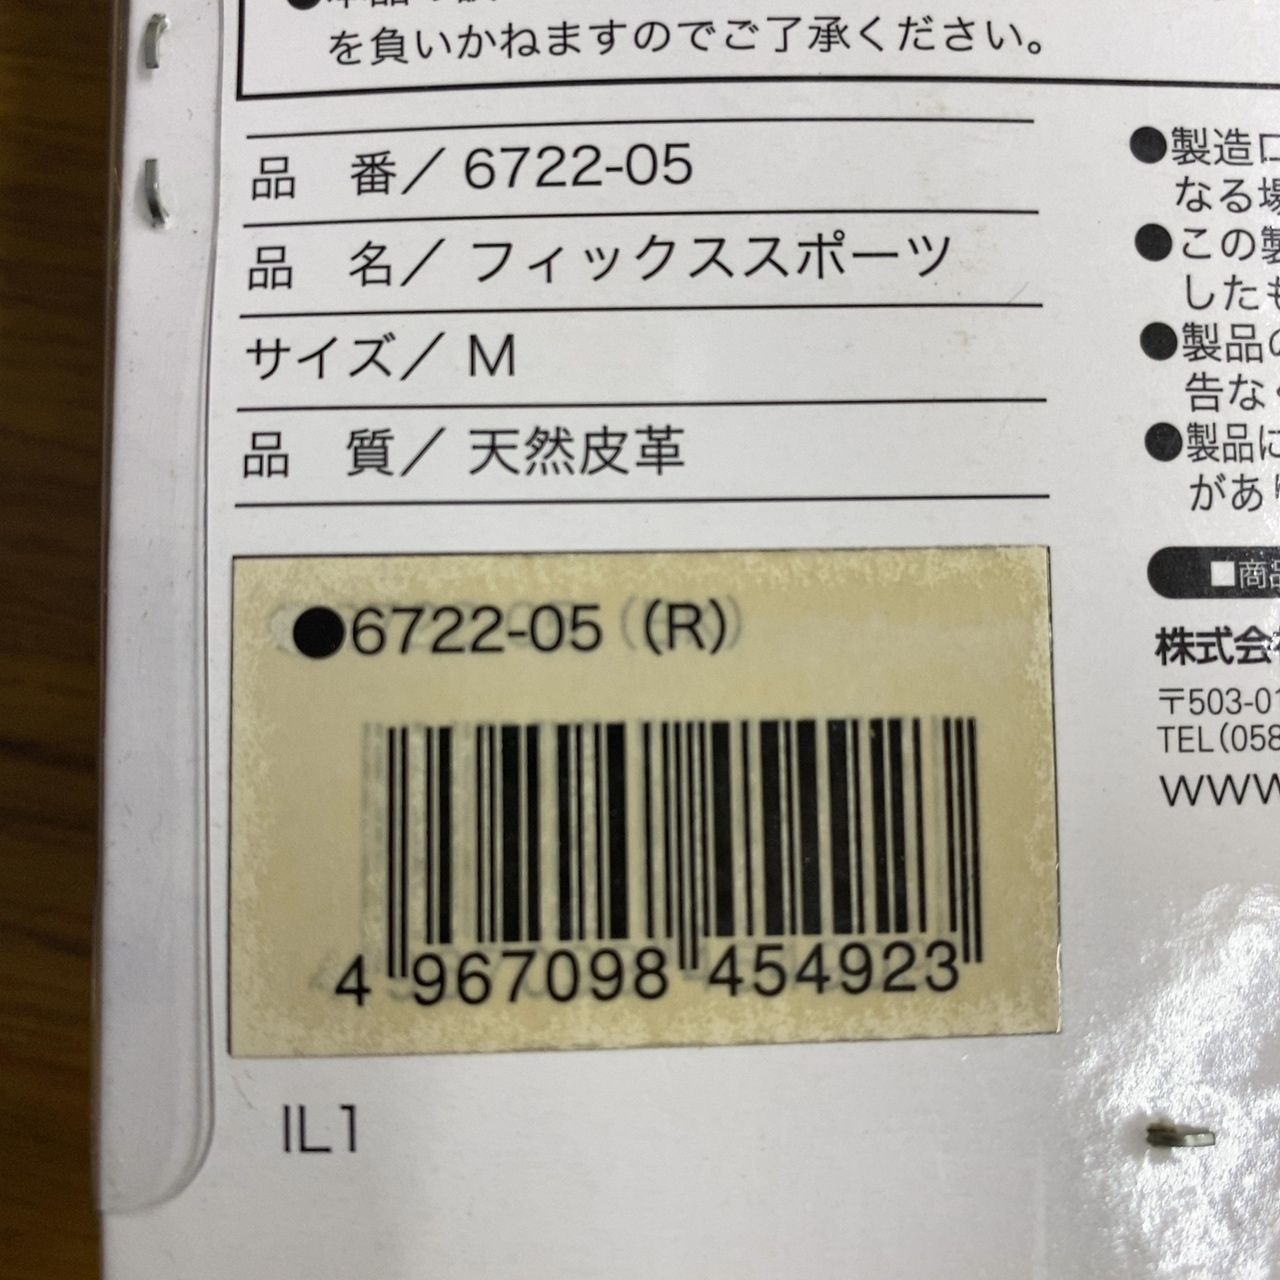 を負いかねますのでご了承ください。
品 番／ 6722-05
品 名／ フィックススポーツ
サイズ／ M
品 質／ 天然皮革
●6722-05 (R)
4 967098 454923
IL1
●製造
なる場
●この製
したも
●製品の
告なく
●製品に
があり
■商品
株式会
〒503-01
TEL(058
WWW